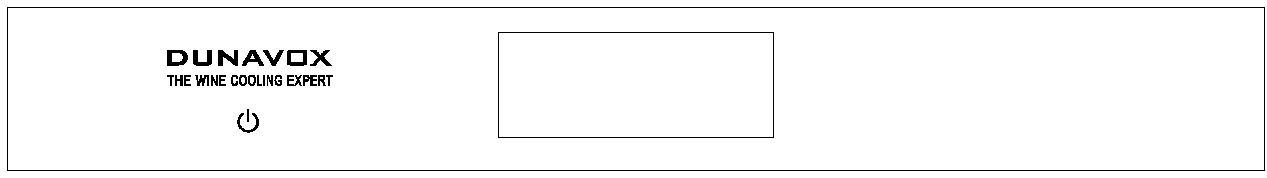 DUNAVOX
THE WINE COOLING EXPERT